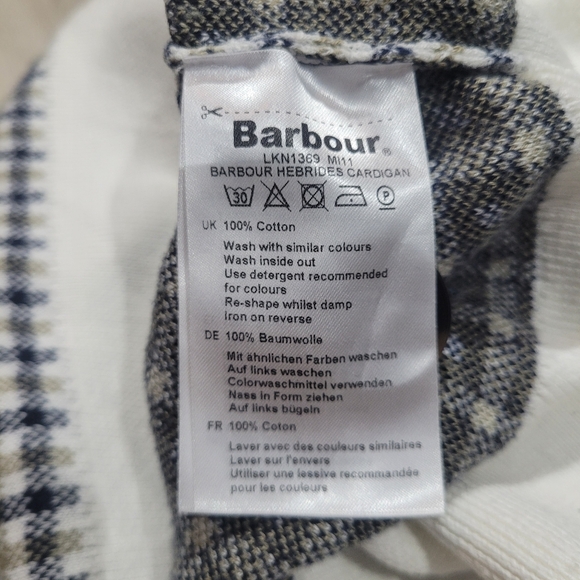 Barbour®
LKN1369 MI11
BARBOUR HEBRIDES CARDIGAN
30 P
UK 100% Cotton
Wash with similar colours
Wash inside out
Use detergent recommended
for colours
Re-shape whilst damp
Iron on reverse
DE 100% Baumwolle
Mit ähnlichen Farben waschen
Auf links waschen
Colorwaschmittel verwenden
Nass in Form ziehen
Auf links bügeln
FR 100% Coton
Laver avec des couleurs similaires
Laver sur l'envers
Utiliser une lessive recommandée
pour les couleurs